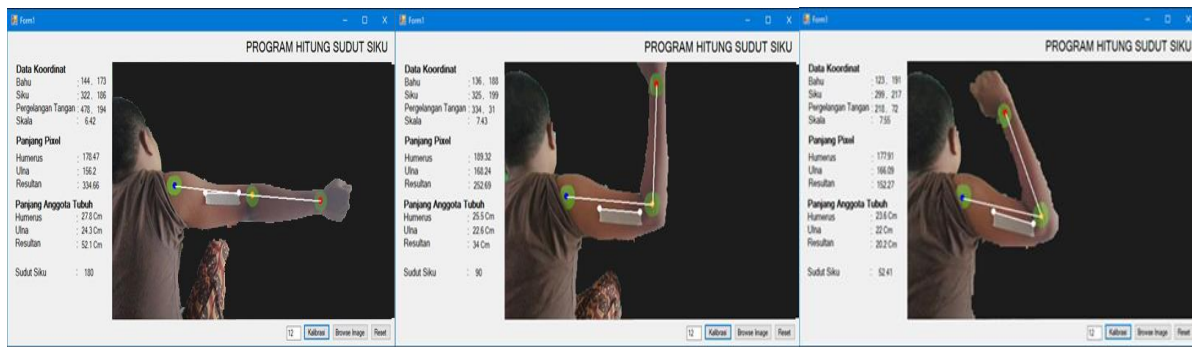 Form1
PROGRAM HITUNG SUDUT SIKU
Data Koordinat
Bahu : 144, 173
Siku : 322, 186
Pergelangan Tangan : 478, 194
Skala : 6.42
Panjang Pixel
Humerus : 178.47
Ulna : 156.2
Resultan : 334.66
Panjang Anggota Tubuh
Humerus : 27.8 Cm
Ulna : 24.3 Cm
Resultan : 52.1 Cm
Sudut Siku : 180
12 Kalibrasi Browse Image Reset
Form1
PROGRAM HITUNG SUDUT SIKU
Data Koordinat
Bahu : 136, 188
Siku : 325, 199
Pergelangan Tangan : 334, 31
Skala : 7.43
Panjang Pixel
Humerus : 189.32
Ulna : 168.24
Resultan : 252.69
Panjang Anggota Tubuh
Humerus : 25.5 Cm
Ulna : 22.6 Cm
Resultan : 34 Cm
Sudut Siku : 90
12 Kalibrasi Browse Image Reset
Form1
PROGRAM HITUNG SUDUT SIKU
Data Koordinat
Bahu : 123, 191
Siku : 299, 217
Pergelangan Tangan : 218, 72
Skala : 7.55
Panjang Pixel
Humerus : 177.91
Ulna : 166.09
Resultan : 152.27
Panjang Anggota Tubuh
Humerus : 23.6 Cm
Ulna : 22 Cm
Resultan : 20.2 Cm
Sudut Siku : 52.41
12 Kalibrasi Browse Image Reset